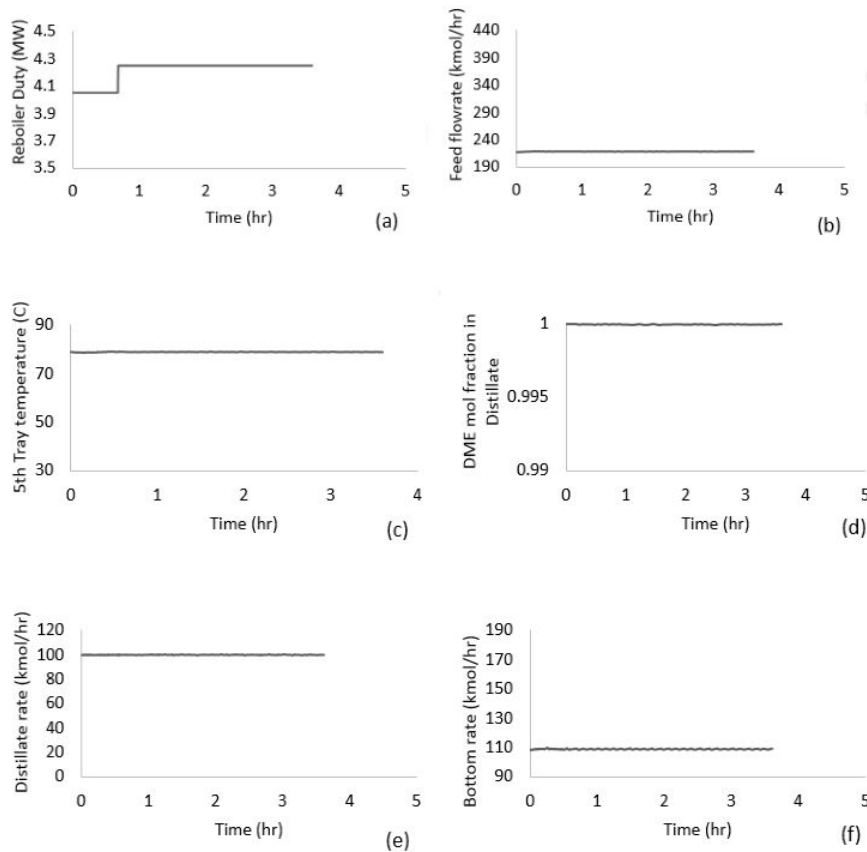 Reboiler Duty (MW)
4.5
4.3
4.1
3.9
3.7
3.5
0 1 2 3 4 5
Time (hr)
(a)
Feed flowrate (kmol/hr)
440
390
340
290
240
190
0 1 2 3 4 5
Time (hr)
(b)
5th Tray temperature (C)
90
70
50
30
0 1 2 3 4
Time (hr)
(c)
DME mol fraction in
Distillate
1
0.995
0.99
0 1 2 3 4 5
Time (hr)
(d)
Distillate rate (kmol/hr)
120
100
80
60
40
20
0
0 1 2 3 4 5
Time (hr)
(e)
Bottom rate (kmol/hr)
190
170
150
130
110
90
0 1 2 3 4 5
Time (hr)
(f)